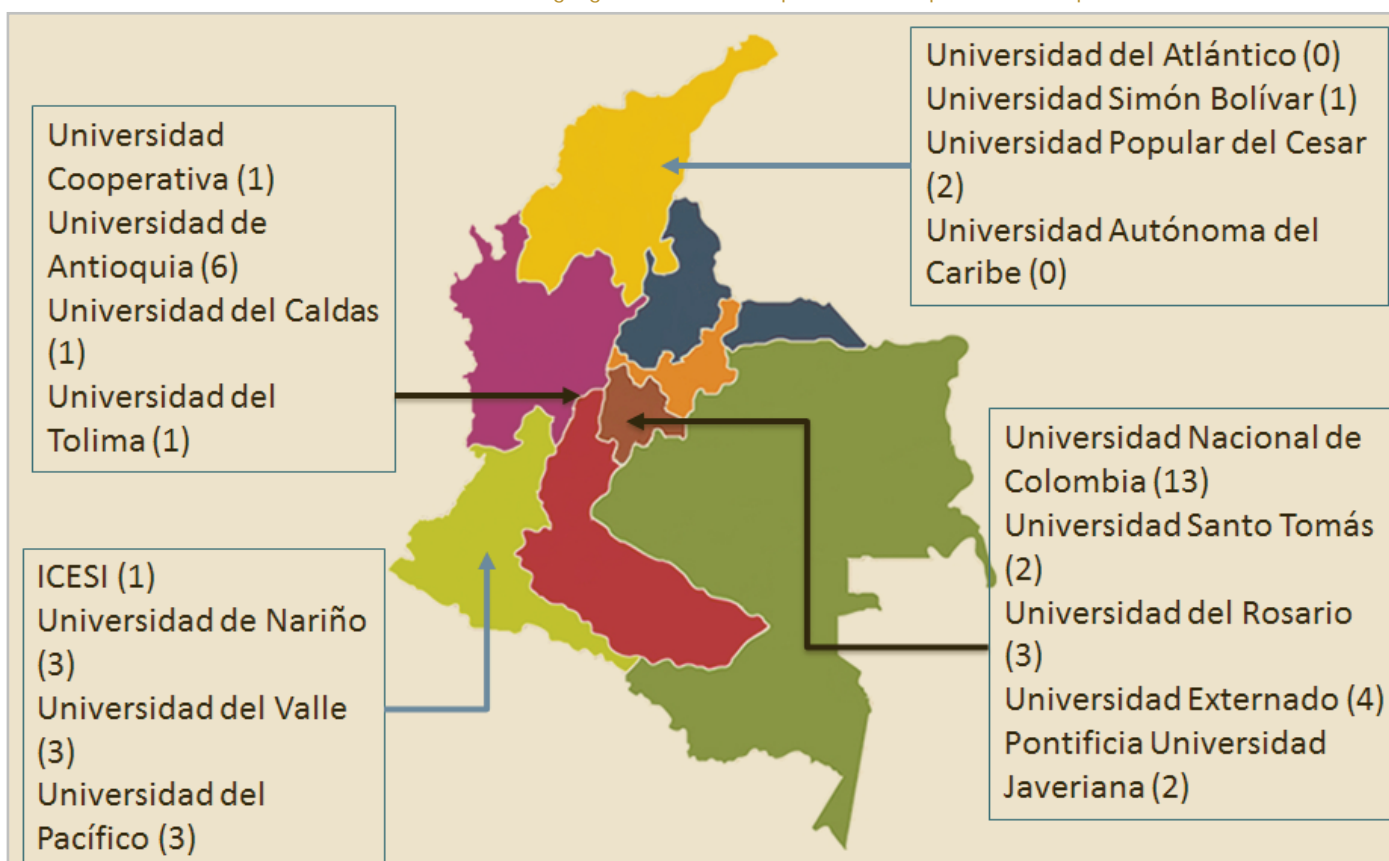 Universidad
Cooperativa (1)
Universidad de
Antioquia (6)
Universidad del Caldas
(1)
Universidad del
Tolima (1)
Universidad del Atlántico (0)
Universidad Simón Bolívar (1)
Universidad Popular del Cesar
(2)
Universidad Autónoma del
Caribe (0)
ICESI (1)
Universidad de Nariño
(3)
Universidad del Valle
(3)
Universidad del
Pacífico (3)
Universidad Nacional de
Colombia (13)
Universidad Santo Tomás
(2)
Universidad del Rosario
(3)
Universidad Externado (4)
Pontificia Universidad
Javeriana (2)